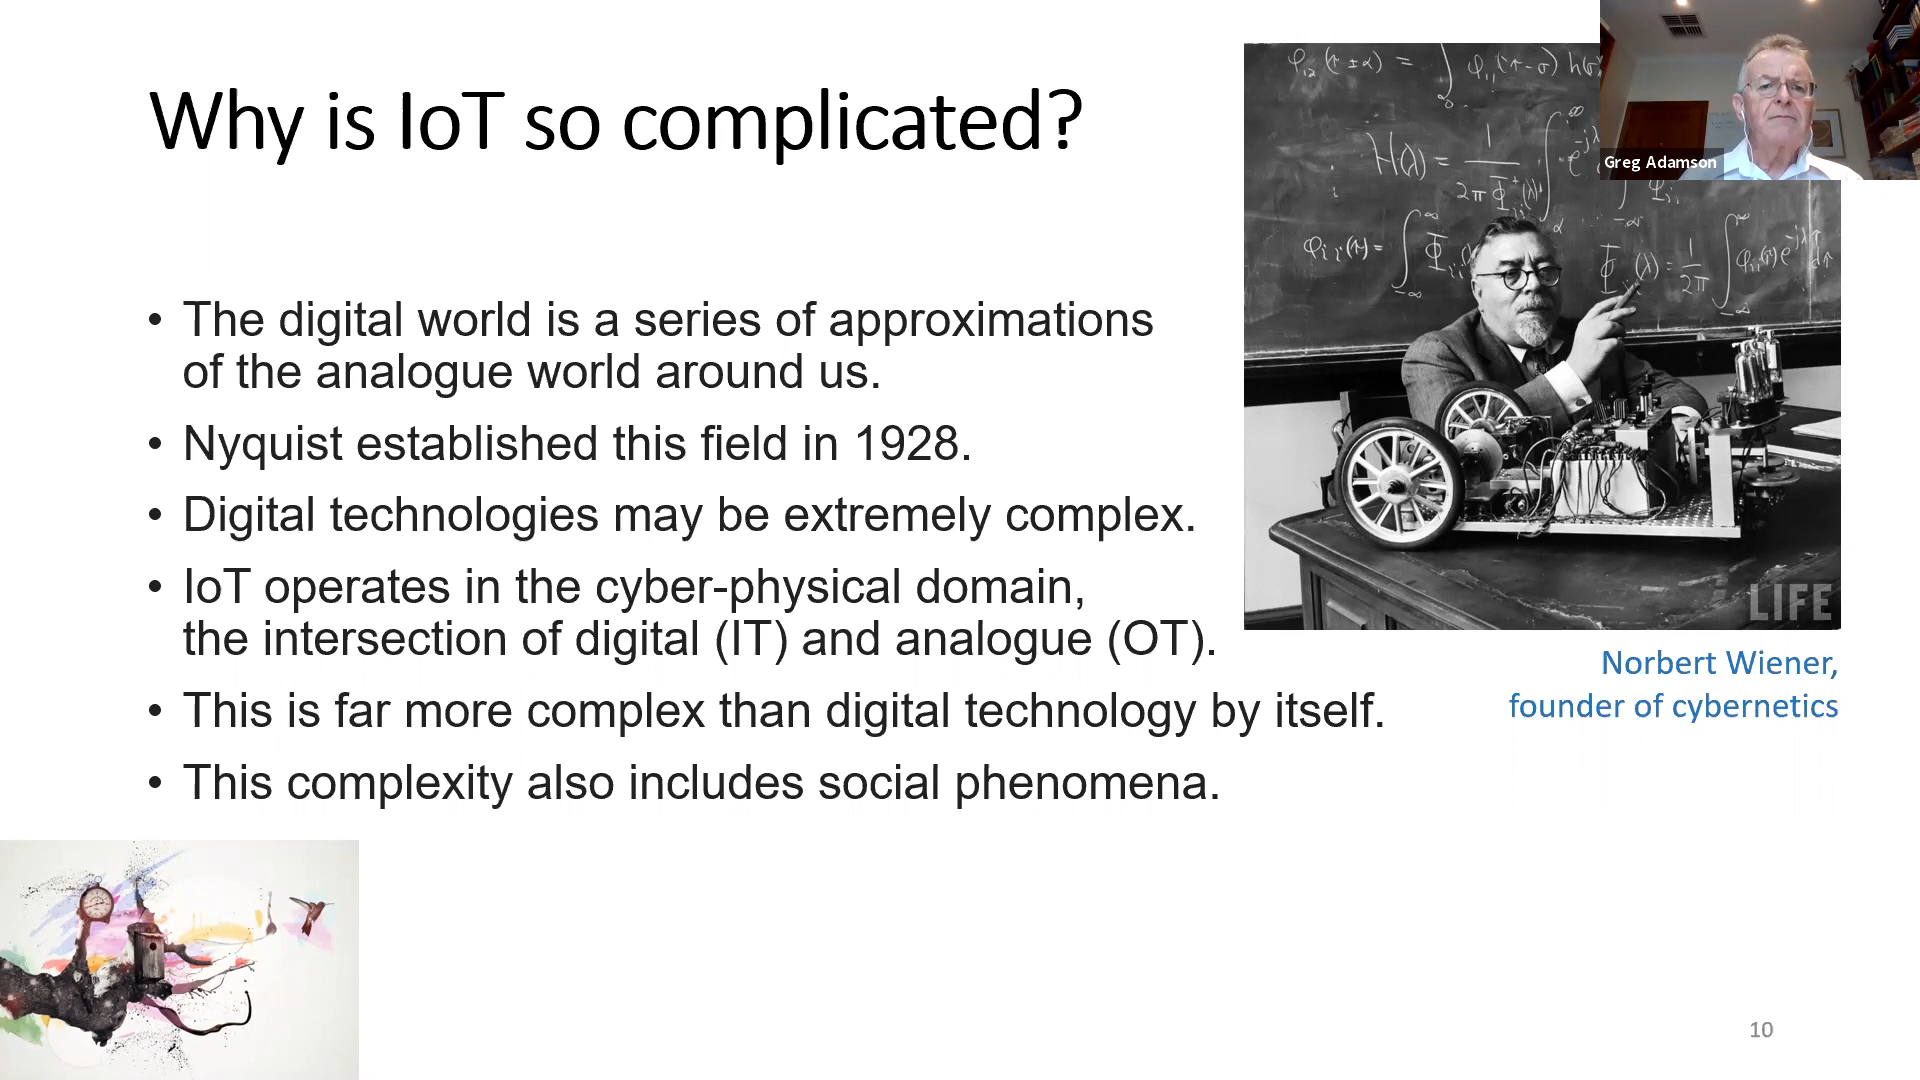 Why is IoT so complicated?
• The digital world is a series of approximations
of the analogue world around us.
• Nyquist established this field in 1928.
• Digital technologies may be extremely complex.
• IoT operates in the cyber-physical domain,
the intersection of digital (IT) and analogue (OT).
• This is far more complex than digital technology by itself.
• This complexity also includes social phenomena.
Greg Adamson
LIFE
Norbert Wiener,
founder of cybernetics
10